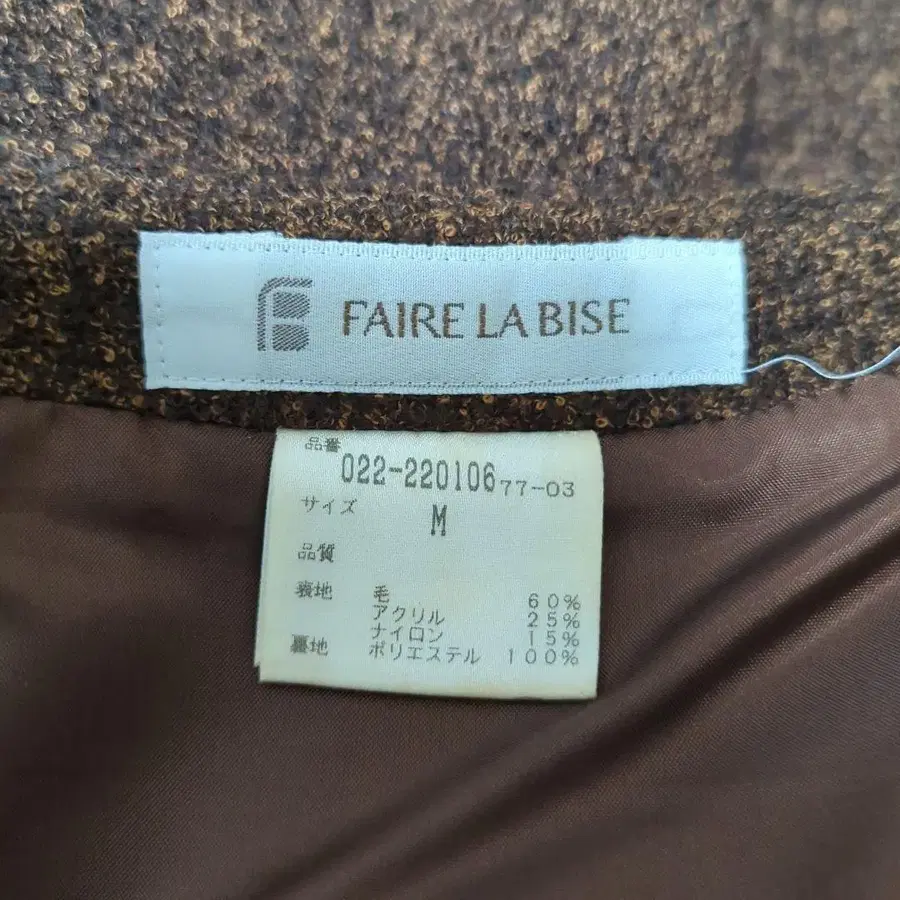 FAIRE LA BISE
品番
022-220106 77-03
サイズ
M
品質
表地 毛 60%
アクリル 25%
ナイロン 15%
裏地 ポリエステル 100%